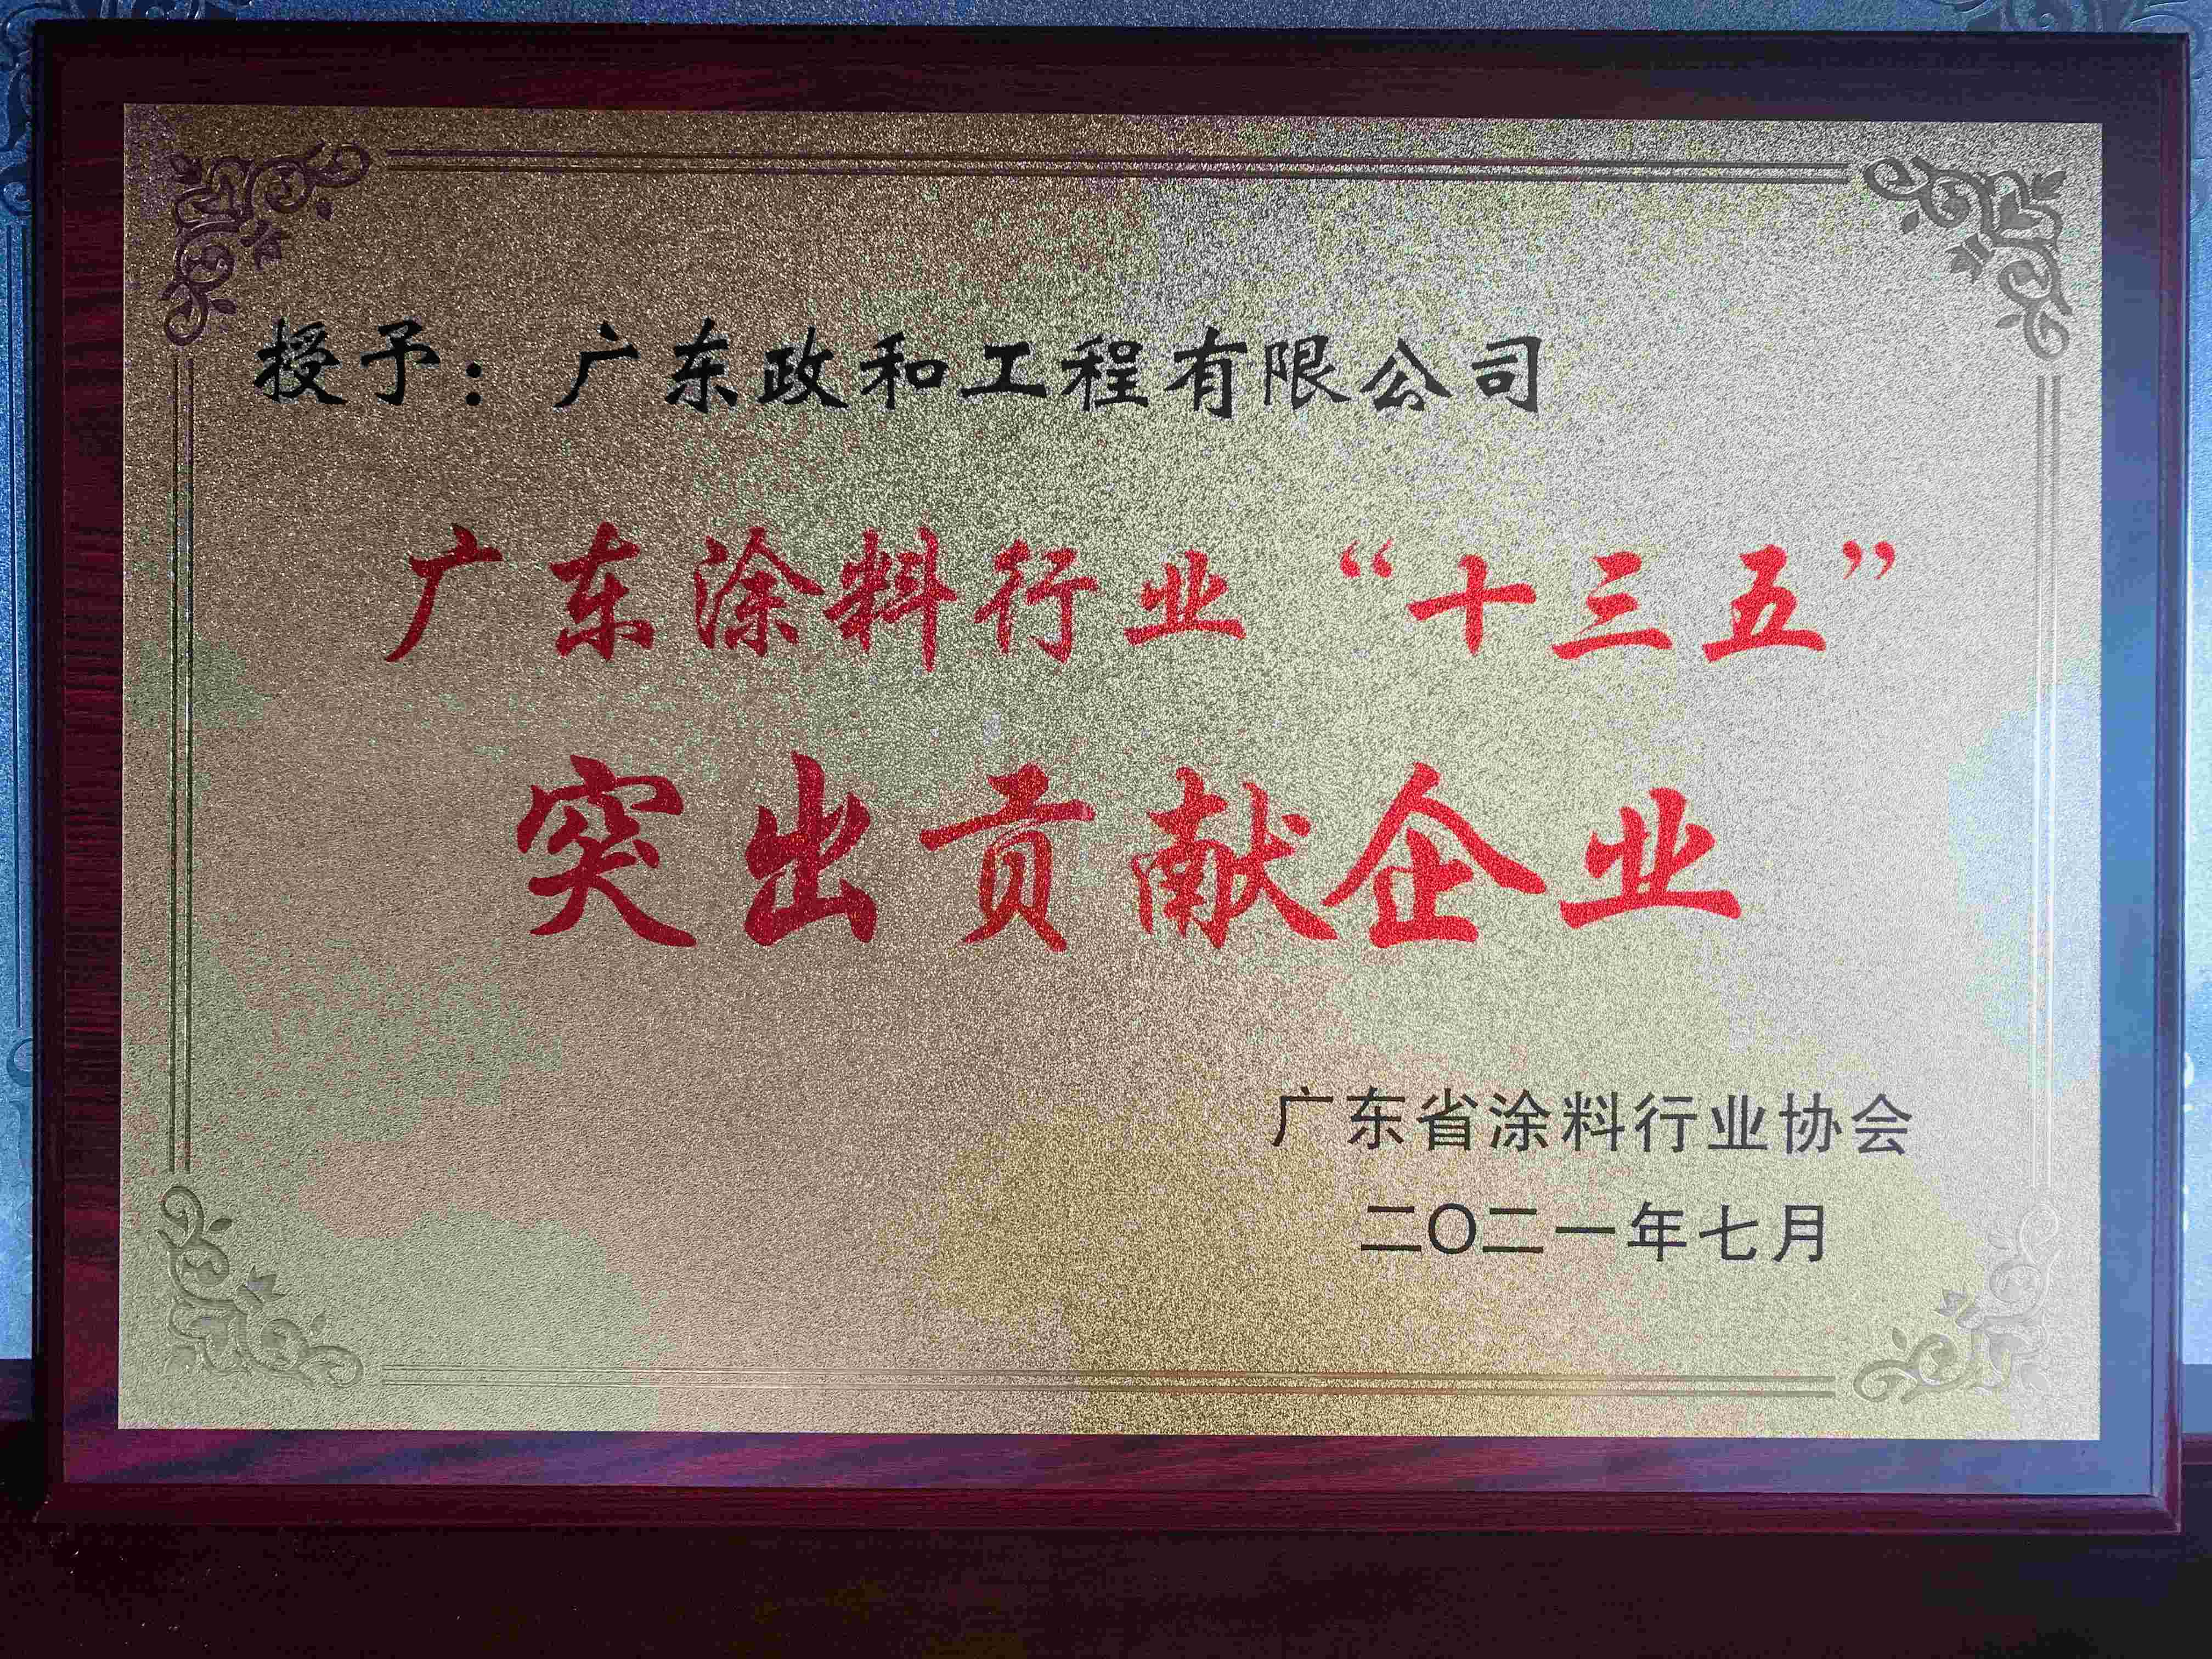 授予：广东政和工程有限公司
广东涂料行业“十三五”
突出贡献企业
广东省涂料行业协会
二〇二一年七月